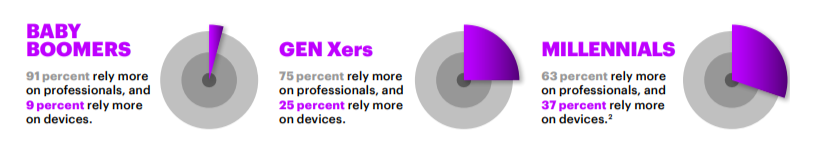 BABY
BOOMERS
91 percent rely more
on professionals, and
9 percent rely more
on devices.
GEN Xers
75 percent rely more
on professionals, and
25 percent rely more
on devices.
MILLENNIALS
63 percent rely more
on professionals, and
37 percent rely more
on devices.²